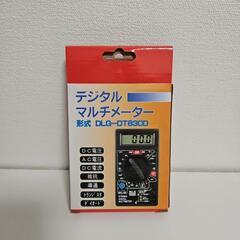 デジタル
マルチメーター
形式 DLG-DT830D
DC電圧
AC電圧
DC電流
抵抗
導通
トランジスタ
ダイオード
000